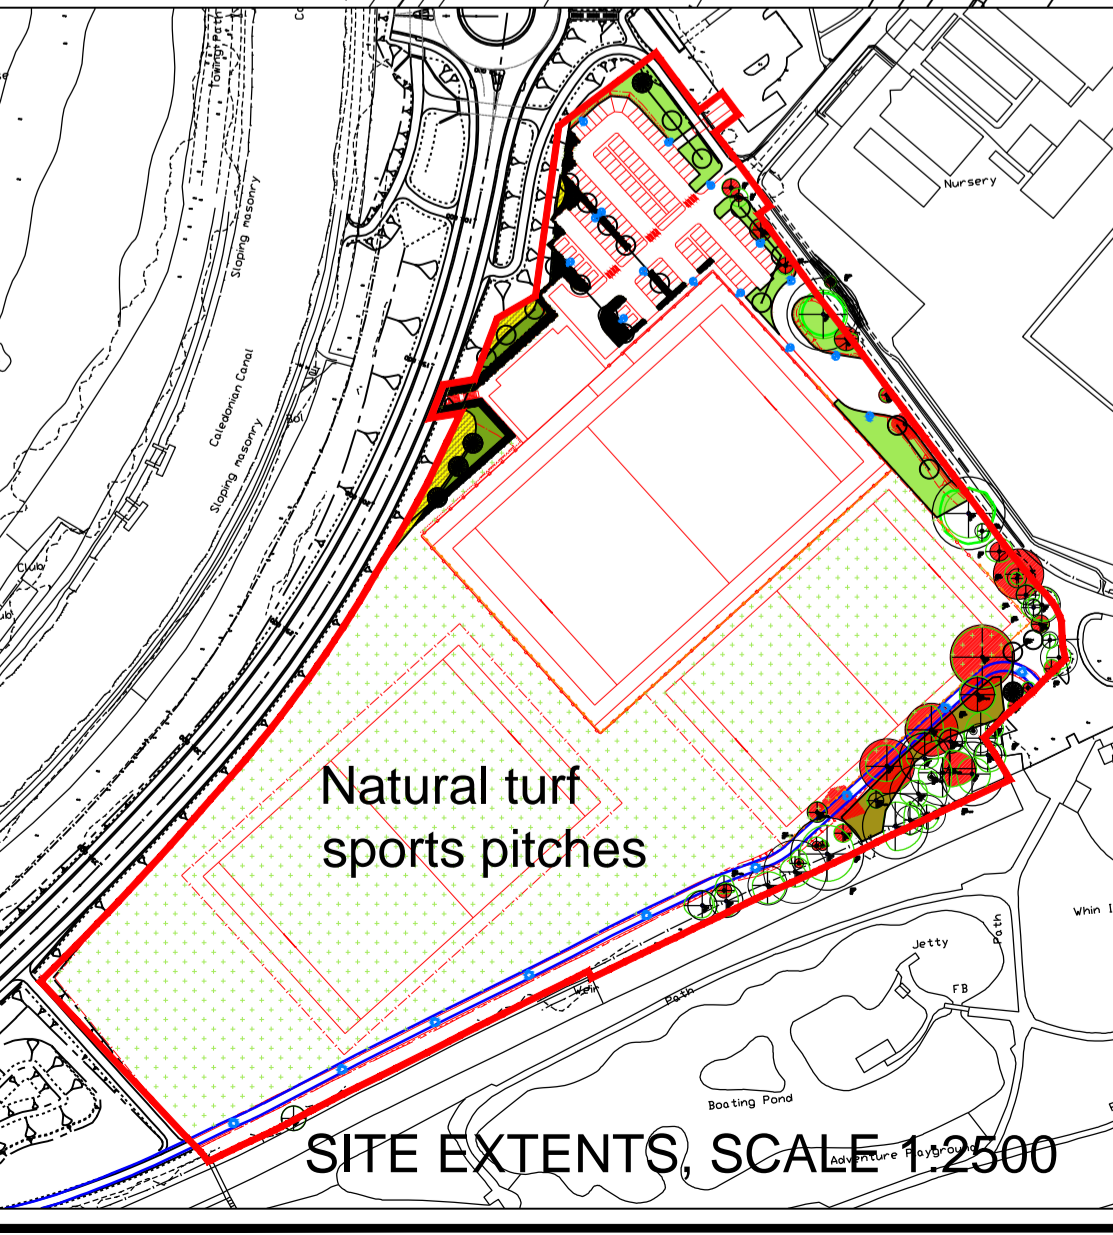 Towing Path
Nursery
Sloping masonry
Caledonian Canal
Sloping masonry
Club
Natural turf
sports pitches
Weir
Path
Jetty
Path
FB
Boating Pond
Adventure Playground
SITE EXTENTS, SCALE 1:2500